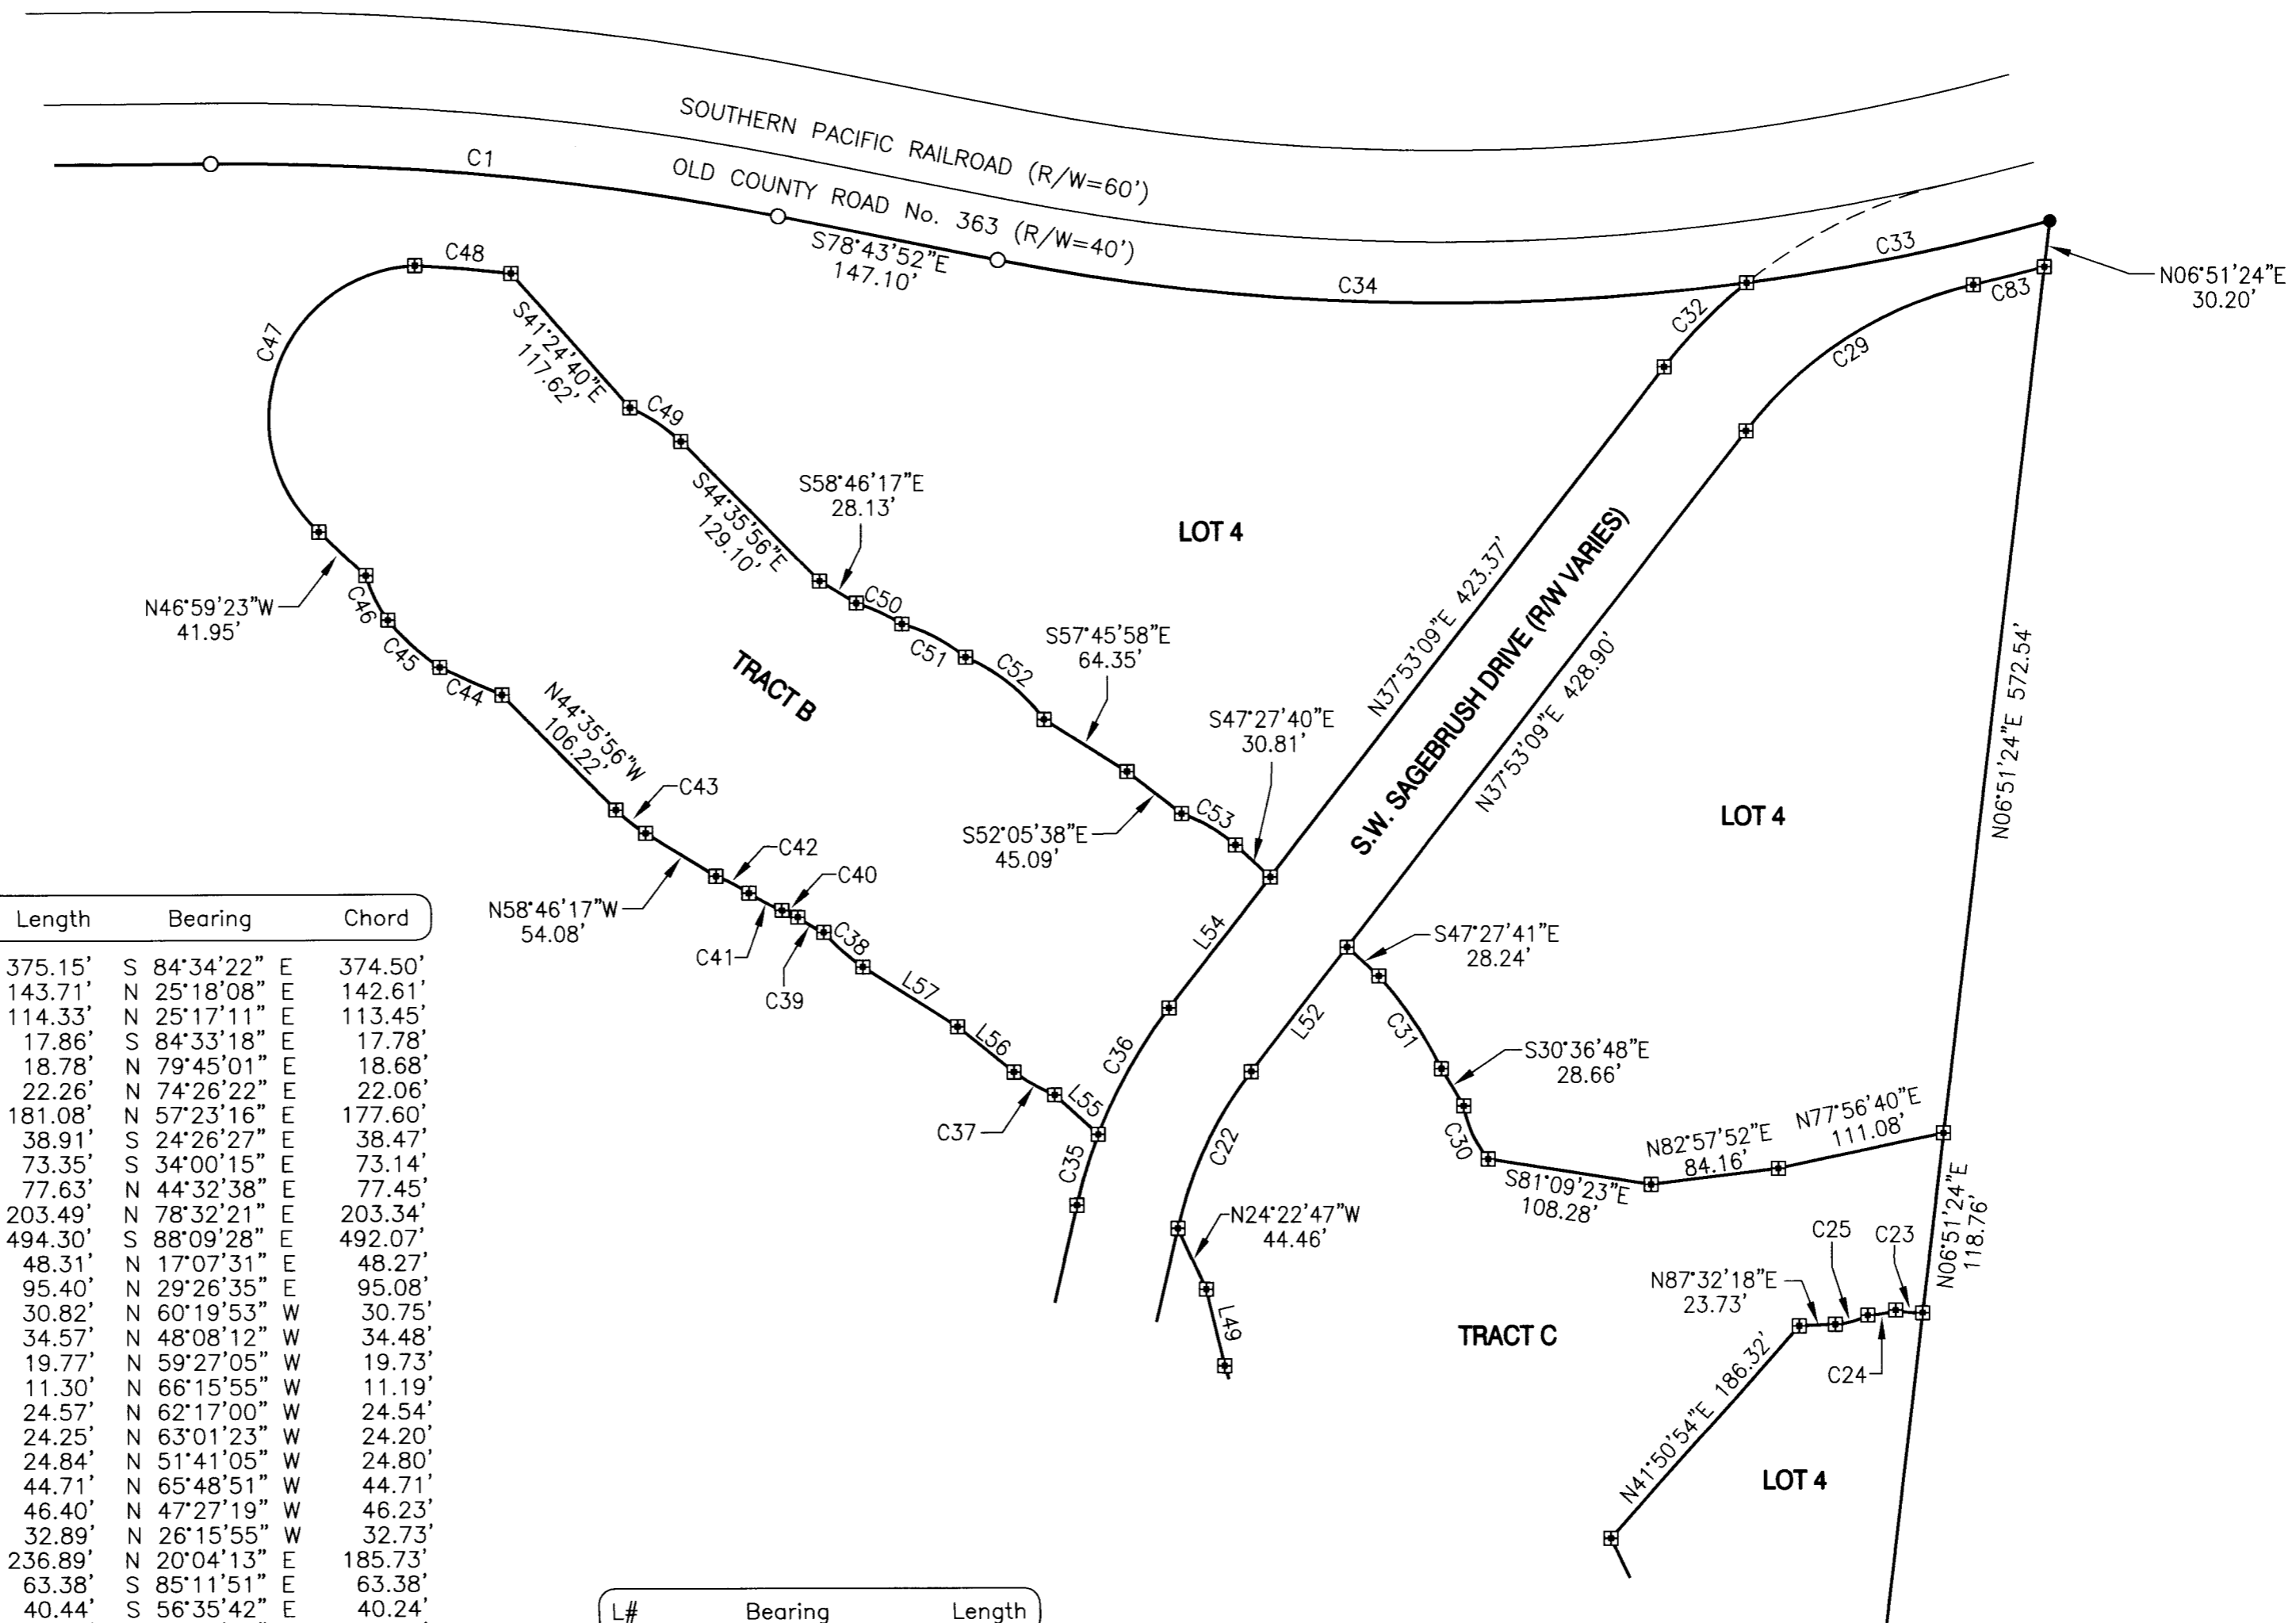 SOUTHERN PACIFIC RAILROAD (R/W=60')
C1
OLD COUNTY ROAD No. 363 (R/W=40')
S78°43'52"E
147.10'
C34
C33
C32
C83
N06°51'24"E
30.20'
C29
C48
C47
S41°24'40"E
117.62'
C49
S44°35'56"E
129.10'
S58°46'17"E
28.13'
C50
C51
C52
S57°45'58"E
64.35'
LOT 4
N46°59'23"W
41.95'
C46
C45
C44
TRACT B
N44°35'56"W
106.22'
C43
C42
C40
N58°46'17"W
54.08'
C41
C39
C38
L57
L56
L55
C37
S52°05'38"E
45.09'
C53
S47°27'40"E
30.81'
N37°53'09"E 423.37'
S.W. SAGEBRUSH DRIVE (R/W VARIES)
N37°53'09"E 428.90'
LOT 4
N06°51'24"E 572.54'
L54
C36
C35
L52
C22
S47°27'41"E
28.24'
C31
S30°36'48"E
28.66'
C30
S81°09'23"E
108.28'
N82°57'52"E
84.16'
N77°56'40"E
111.08'
N06°51'24"E
118.76'
N24°22'47"W
44.46'
L49
TRACT C
C25
C23
N87°32'18"E
23.73'
C24
N41°50'54"E 186.32'
LOT 4
Length Bearing Chord
375.15' S 84°34'22" E 374.50'
143.71' N 25°18'08" E 142.61'
114.33' N 25°17'11" E 113.45'
17.86' S 84°33'18" E 17.78'
18.78' N 79°45'01" E 18.68'
22.26' N 74°26'22" E 22.06'
181.08' N 57°23'16" E 177.60'
38.91' S 24°26'27" E 38.47'
73.35' S 34°00'15" E 73.14'
77.63' N 44°32'38" E 77.45'
203.49' N 78°32'21" E 203.34'
494.30' S 88°09'28" E 492.07'
48.31' N 17°07'31" E 48.27'
95.40' N 29°26'35" E 95.08'
30.82' N 60°19'53" W 30.75'
34.57' N 48°08'12" W 34.48'
19.77' N 59°27'05" W 19.73'
11.30' N 66°15'55" W 11.19'
24.57' N 62°17'00" W 24.54'
24.25' N 63°01'23" W 24.20'
24.84' N 51°41'05" W 24.80'
44.71' N 65°48'51" W 44.71'
46.40' N 47°27'19" W 46.23'
32.89' N 26°15'55" W 32.73'
236.89' N 20°04'13" E 185.73'
63.38' S 85°11'51" E 63.38'
40.44' S 56°35'42" E 40.24'
L# Bearing Length